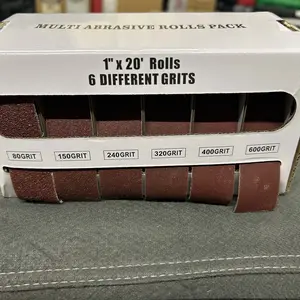 MULTI ABRASIVE ROLLS PACK
1" x 20' Rolls
6 DIFFERENT GRITS
80GRIT 150GRIT 240GRIT 320GRIT 400GRIT 600GRIT